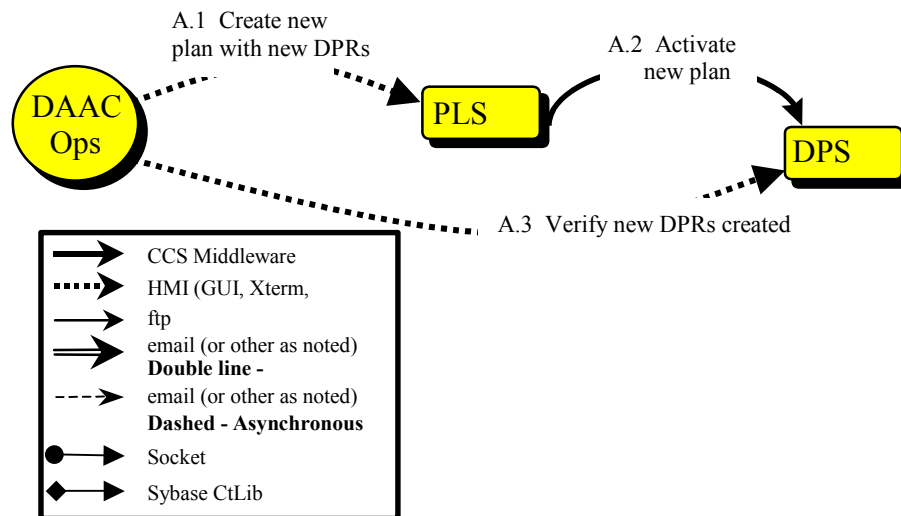 A.1 Create new
plan with new DPRs
A.2 Activate
new plan
DAAC
Ops
PLS
DPS
A.3 Verify new DPRs created
CCS Middleware
HMI (GUI, Xterm,
ftp
email (or other as noted)
Double line -
email (or other as noted)
Dashed - Asynchronous
Socket
Sybase CtLib